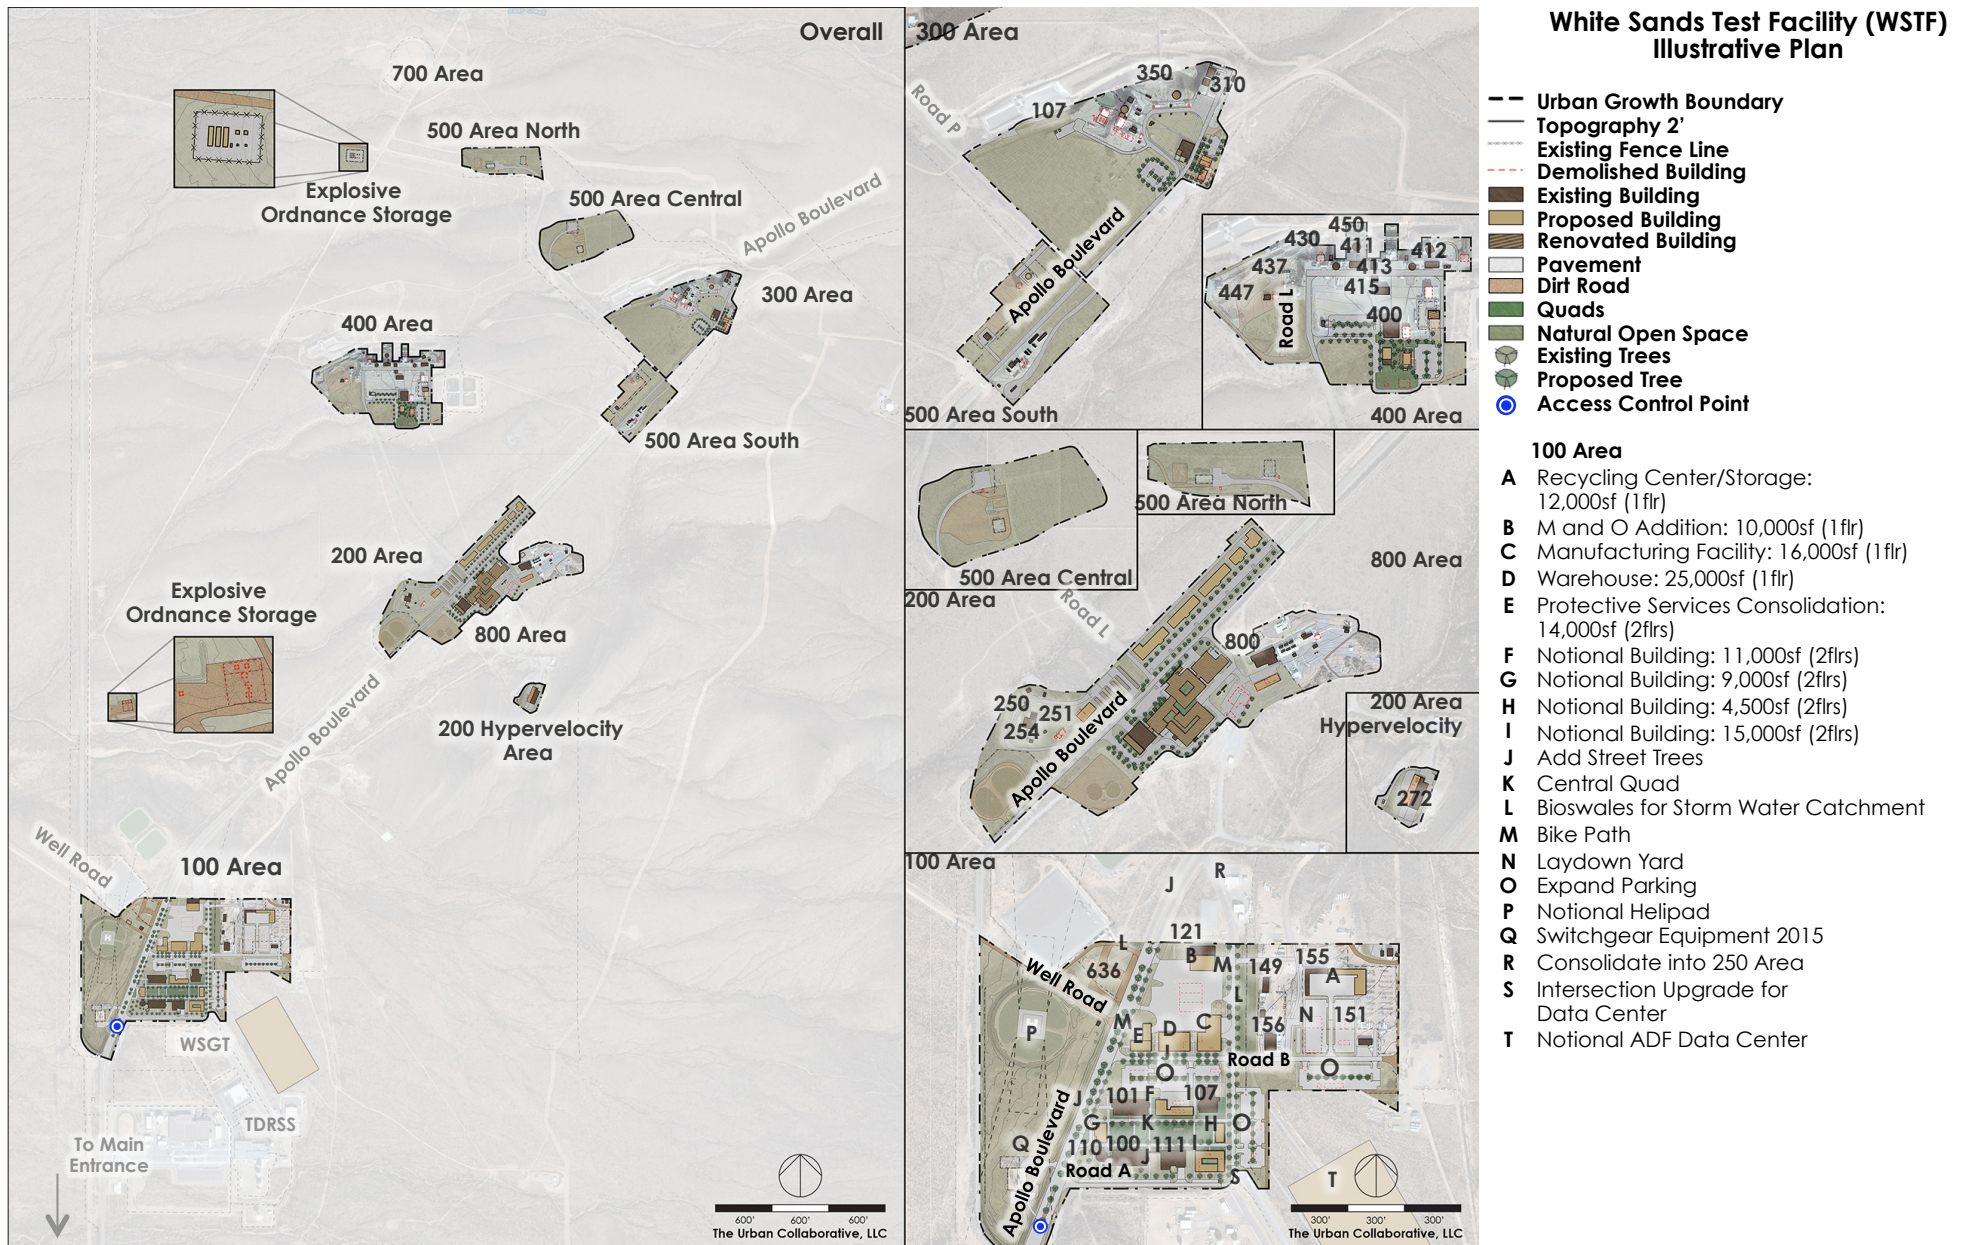 Overall
700 Area
500 Area North
Explosive
Ordnance Storage
500 Area Central
Apollo Boulevard
300 Area
400 Area
500 Area South
200 Area
Explosive
Ordnance Storage
800 Area
200 Hypervelocity
Area
Apollo Boulevard
Well Road
100 Area
H
WSGT
TDRSS
To Main
Entrance
600'
600'
600'
The Urban Collaborative, LLC
300 Area
Road P
350
310
107
Apollo Boulevard
500 Area South
450
430
411
412
437
413
447
415
Road L
400
400 Area
500 Area North
500 Area Central
800 Area
200 Area
Road L
800
250
251
254
Apollo Boulevard
200 Area
Hypervelocity
272
100 Area
J
R
L
121
B
M
636
Well Road
149
155
A
L
P
M
E
D
C
156
N
151
J
Road B
O
O
J
101
F
107
G
K
H
O
Q
110
100
111
I
J
Road A
S
T
Apollo Boulevard
300'
300'
300'
The Urban Collaborative, LLC
White Sands Test Facility (WSTF)
Illustrative Plan
Urban Growth Boundary
Topography 2'
Existing Fence Line
Demolished Building
Existing Building
Proposed Building
Renovated Building
Pavement
Dirt Road
Quads
Natural Open Space
Existing Trees
Proposed Tree
Access Control Point
100 Area
A Recycling Center/Storage:
12,000sf (1flr)
B M and O Addition: 10,000sf (1flr)
C Manufacturing Facility: 16,000sf (1flr)
D Warehouse: 25,000sf (1flr)
E Protective Services Consolidation:
14,000sf (2flrs)
F Notional Building: 11,000sf (2flrs)
G Notional Building: 9,000sf (2flrs)
H Notional Building: 4,500sf (2flrs)
I Notional Building: 15,000sf (2flrs)
J Add Street Trees
K Central Quad
L Bioswales for Storm Water Catchment
M Bike Path
N Laydown Yard
O Expand Parking
P Notional Helipad
Q Switchgear Equipment 2015
R Consolidate into 250 Area
S Intersection Upgrade for
Data Center
T Notional ADF Data Center